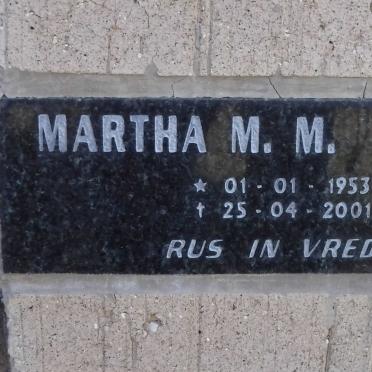 MARTHA M. M.
★ 01 - 01 - 1953
† 25 - 04 - 2001
RUS IN VRED